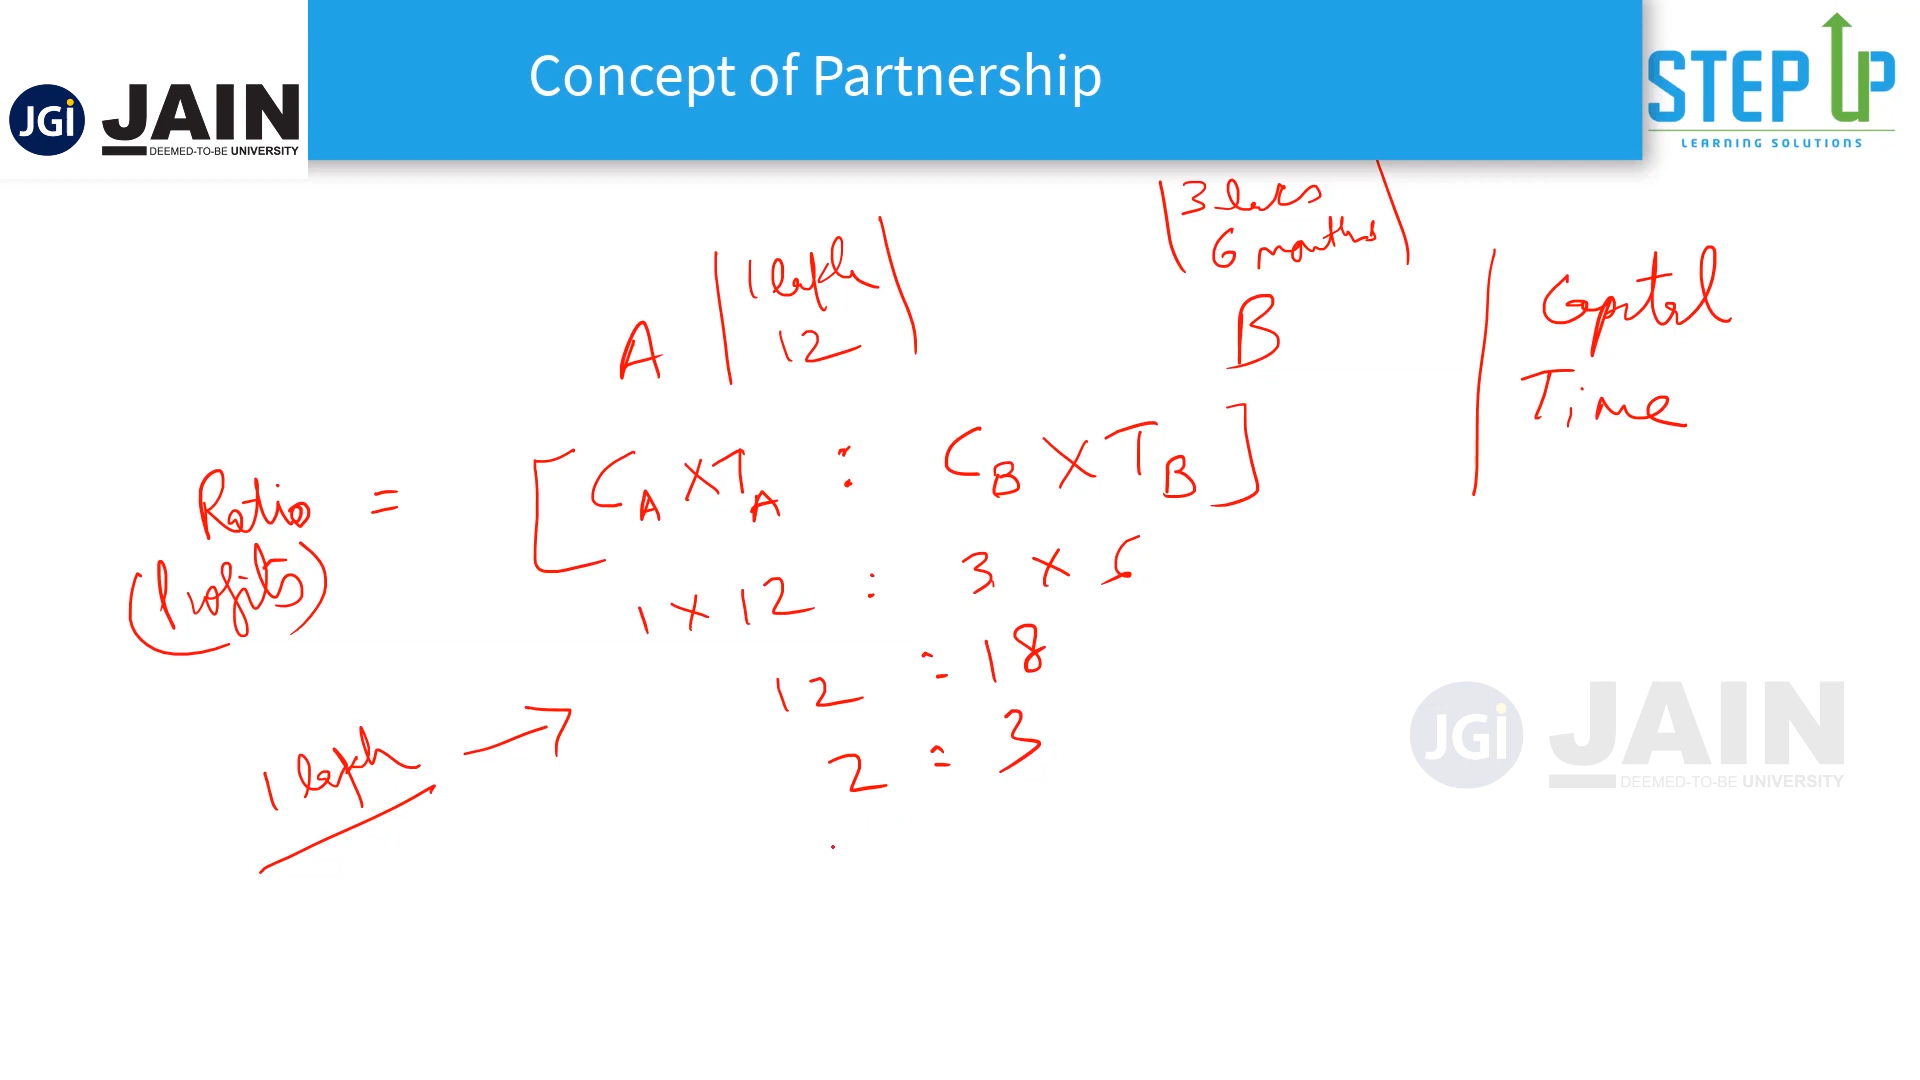 Concept of Partnership
JGi JAIN
DEEMED-TO-BE UNIVERSITY
STEP UP
LEARNING SOLUTIONS
3 lacs
6 months
1 lakh
12
A
B
Capital
Time
Ratio = [CA X TA : CB X TB]
(Profits)
1 x 12 : 3 x 6
12 : 18
2 : 3
1 lakh →
JGi JAIN
DEEMED-TO-BE UNIVERSITY